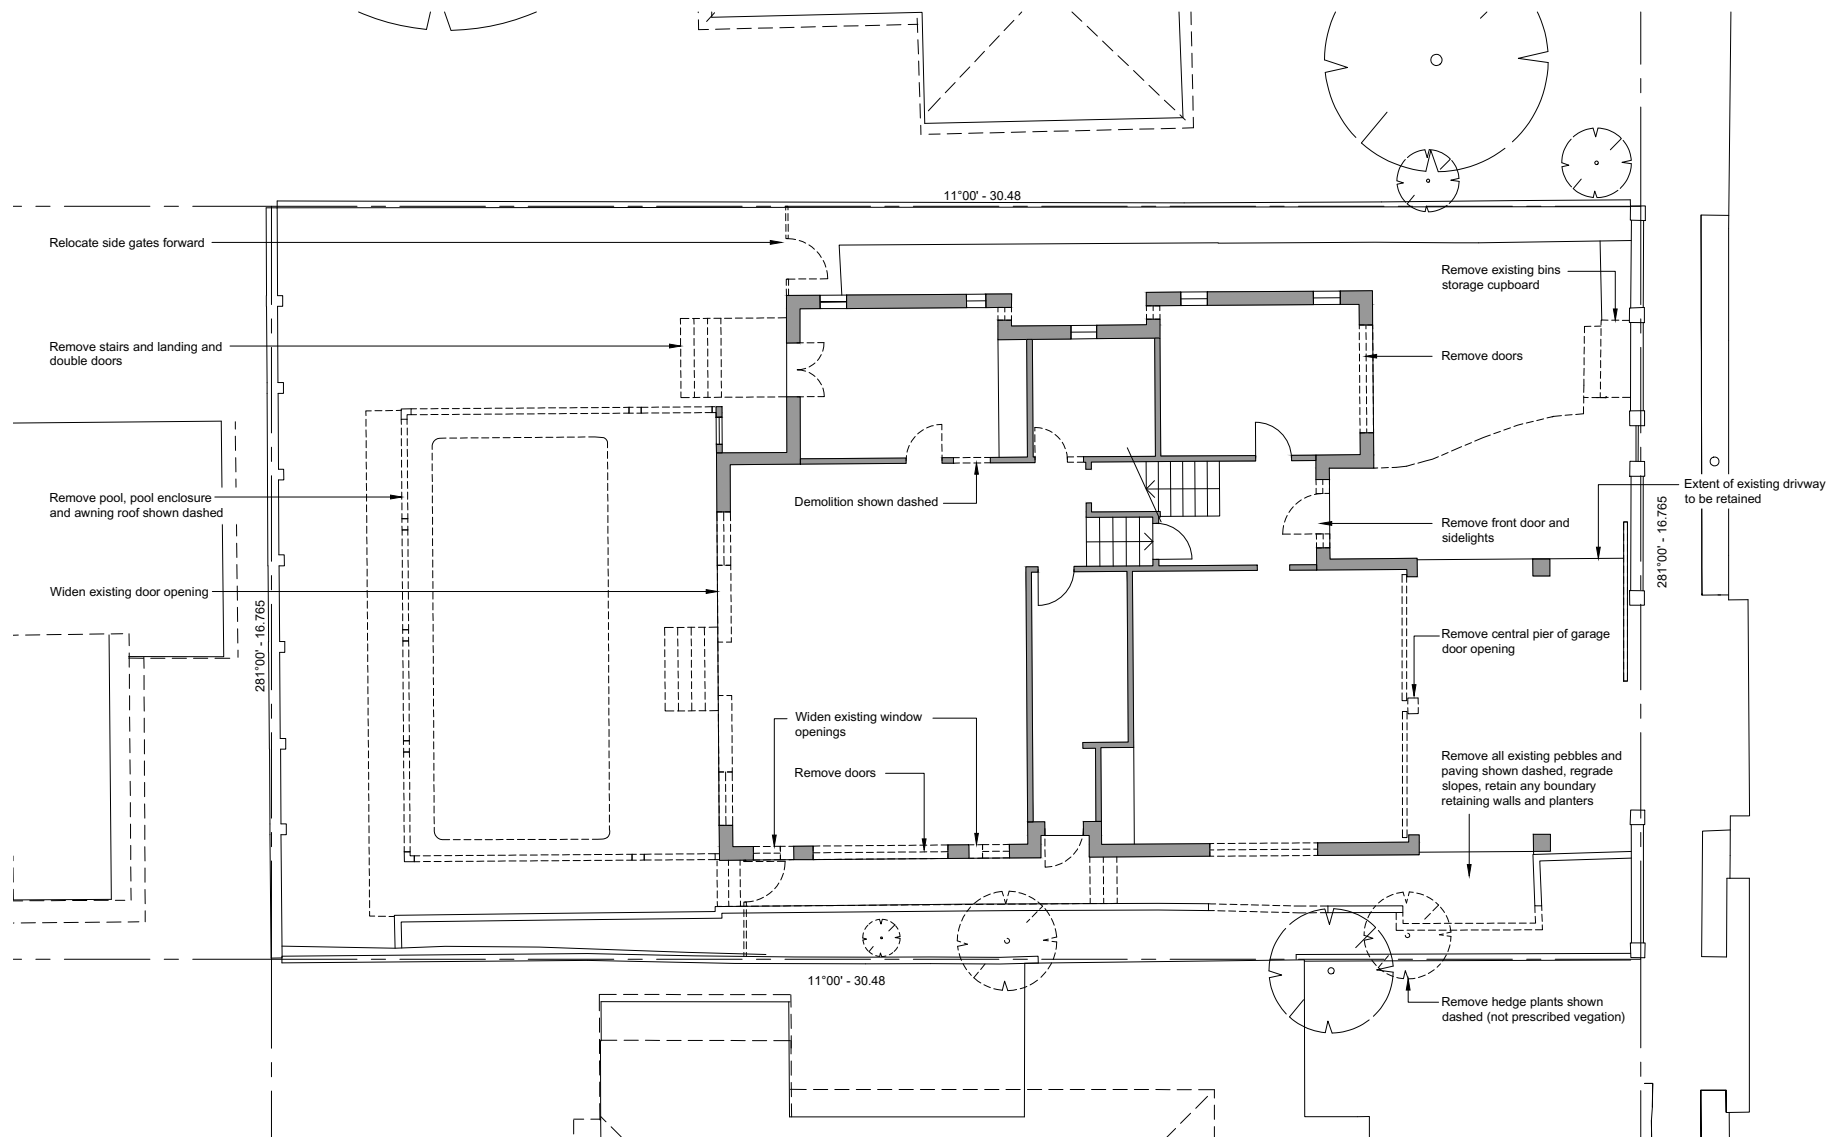 11°00' - 30.48
Relocate side gates forward
Remove existing bins
storage cupboard
Remove stairs and landing and
double doors
Remove doors
Remove pool, pool enclosure
and awning roof shown dashed
Demolition shown dashed
Extent of existing drivway
to be retained
Remove front door and
sidelights
281°00' - 16.765
Widen existing door opening
281°00' - 16.765
Remove central pier of garage
door opening
Widen existing window
openings
Remove doors
Remove all existing pebbles and
paving shown dashed, regrade
slopes, retain any boundary
retaining walls and planters
11°00' - 30.48
Remove hedge plants shown
dashed (not prescribed vegation)